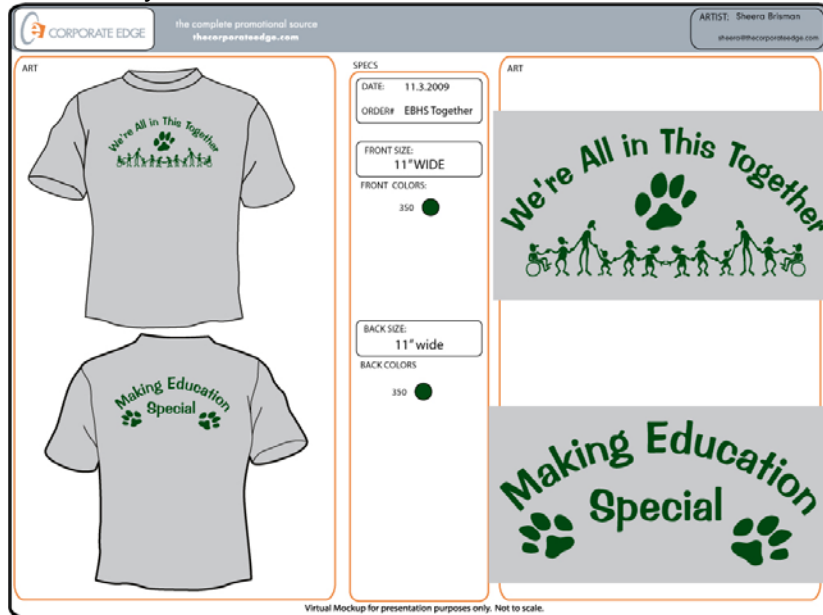 CORPORATE EDGE
the complete promotional source
thecorporateedge.com
ARTIST: Sheera Brisman
sheera@thecorporateedge.com
ART
We're All in This Together
Making Education
Special
SPECS
DATE: 11.3.2009
ORDER# EBHS Together
FRONT SIZE:
11"WIDE
FRONT COLORS:
350
BACK SIZE:
11" wide
BACK COLORS
350
ART
We're All in This Together
Making Education
Special
Virtual Mockup for presentation purposes only. Not to scale.